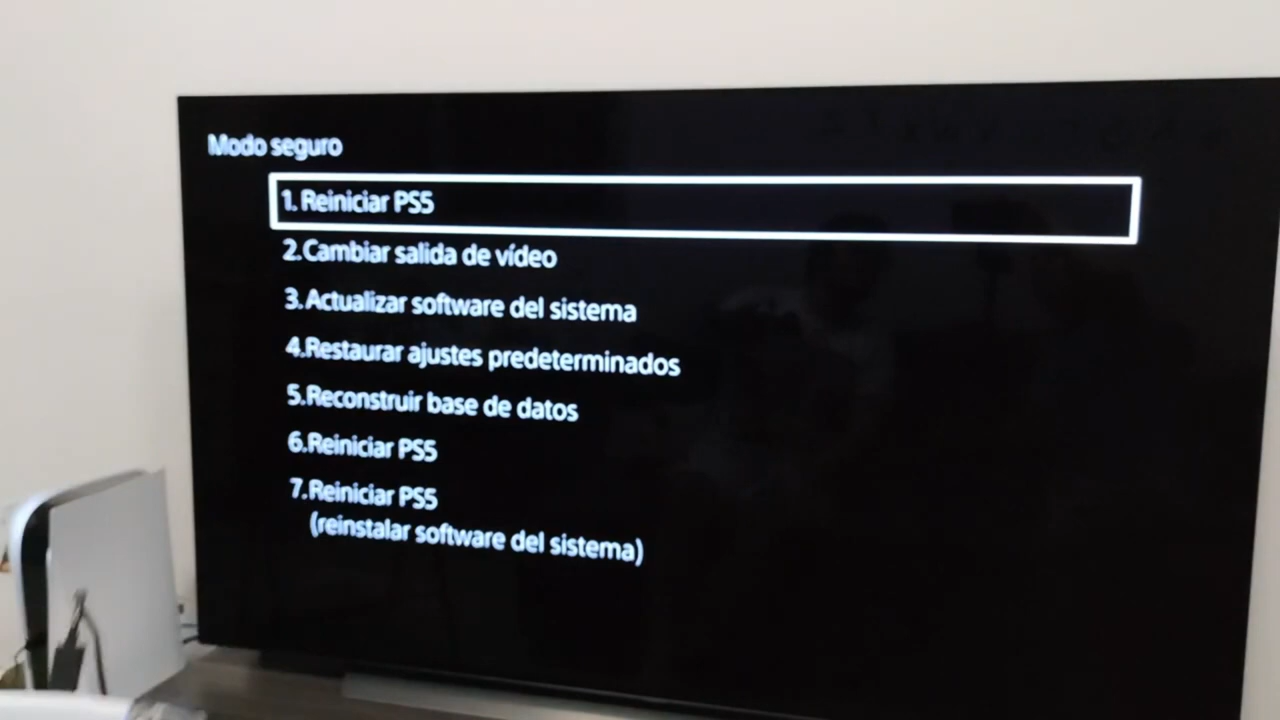 Modo seguro
1. Reiniciar PS5
2.Cambiar salida de vídeo
3.Actualizar software del sistema
4.Restaurar ajustes predeterminados
5.Reconstruir base de datos
6.Reiniciar PS5
7.Reiniciar PS5
(reinstalar software del sistema)